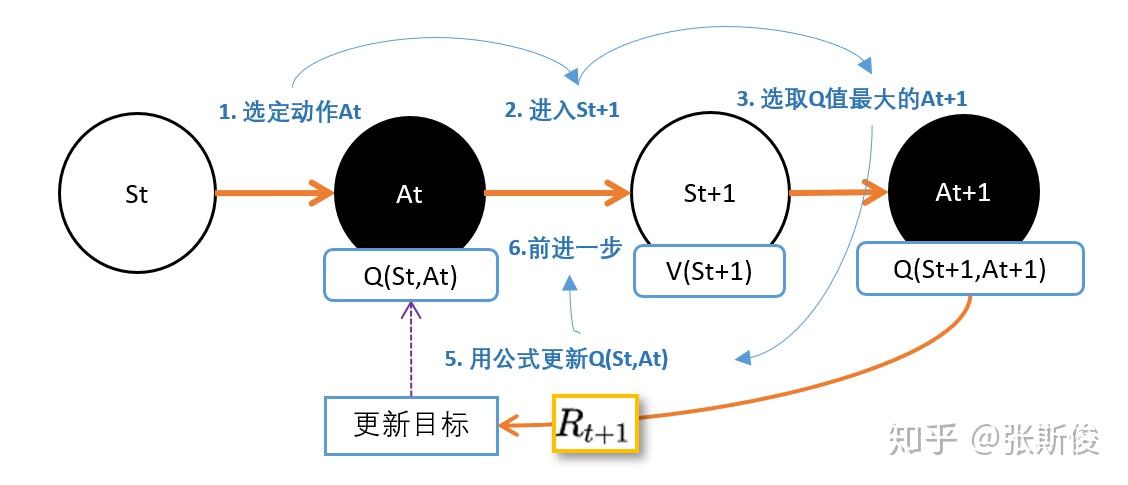 1. 选定动作At
2. 进入St+1
3. 选取Q值最大的At+1
St
At
St+1
At+1
6.前进一步
Q(St,At)
V(St+1)
Q(St+1,At+1)
5. 用公式更新Q(St,At)
更新目标
Rt+1
知乎 @张斯俊